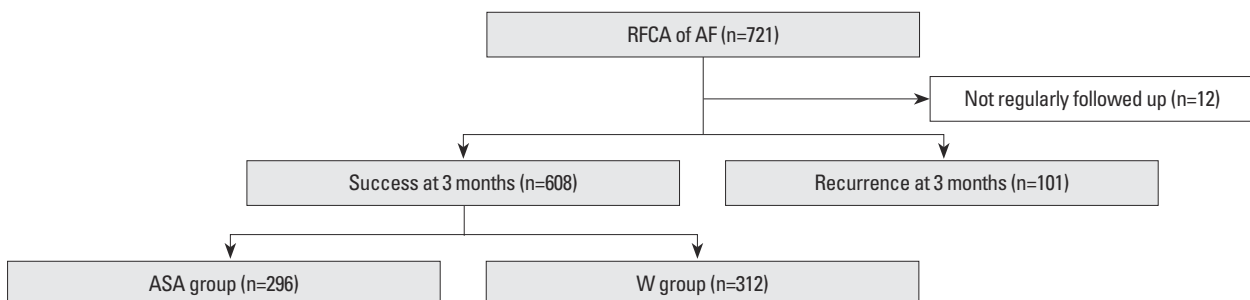 RFCA of AF (n=721)
Not regularly followed up (n=12)
Success at 3 months (n=608)
Recurrence at 3 months (n=101)
ASA group (n=296)
W group (n=312)